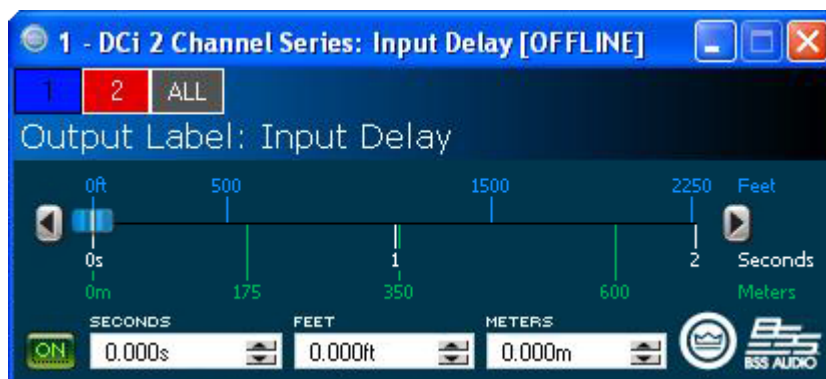 1 - DCi 2 Channel Series: Input Delay [OFFLINE]
1 2 ALL
Output Label: Input Delay
0ft 500 1500 2250 Feet
0s 1 2 Seconds
0m 175 350 600 Meters
SECONDS FEET METERS
ON 0.000s 0.000ft 0.000m
BSS AUDIO